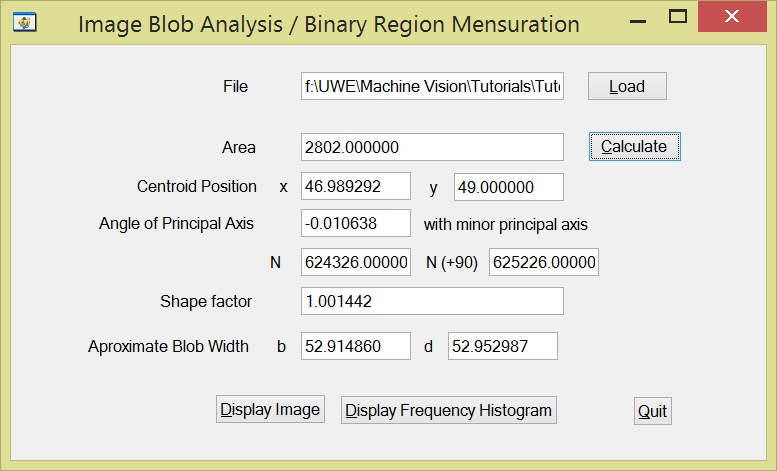 Image Blob Analysis / Binary Region Mensuration
File f:\UWE\Machine Vision\Tutorials\Tut Load
Area 2802.000000 Calculate
Centroid Position x 46.989292 y 49.000000
Angle of Principal Axis -0.010638 with minor principal axis
N 624326.00000 N (+90) 625226.00000
Shape factor 1.001442
Aproximate Blob Width b 52.914860 d 52.952987
Display Image Display Frequency Histogram Quit